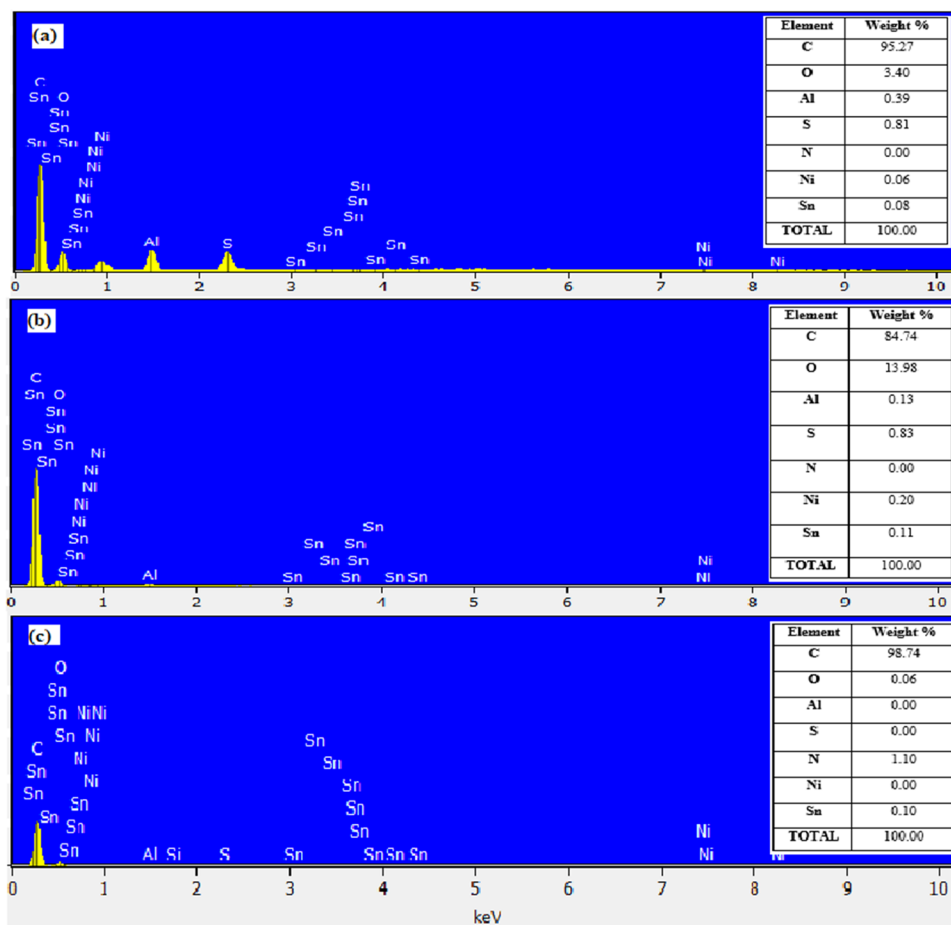 (a)
Element Weight %
C 95.27
O 3.40
Al 0.39
S 0.81
N 0.00
Ni 0.06
Sn 0.08
TOTAL 100.00
C
Sn O
Sn
Sn
Sn Sn
Sn
Ni
Ni
Ni
Ni
Ni
Sn
Sn
Sn
Al
S
Sn
Sn
Sn
Sn
Sn
Sn
Sn
Sn
Sn
Ni
Ni
Ni
0 1 2 3 4 5 6 7 8 9 10
(b)
Element Weight %
C 84.74
O 13.98
Al 0.13
S 0.83
N 0.00
Ni 0.20
Sn 0.11
TOTAL 100.00
C
Sn O
Sn
Sn
Sn Sn
Sn
Ni
Ni
NI
Ni
Ni
Sn
Sn
Sn
Al
Sn
Sn Sn
Sn Sn
Sn Sn Sn Sn
Ni
NI
0 1 2 3 4 5 6 7 8 9 10
(c)
Element Weight %
C 98.74
O 0.06
Al 0.00
S 0.00
N 1.10
Ni 0.00
Sn 0.10
TOTAL 100.00
O
Sn
Sn NiNi
Sn Ni
C
Ni
Sn
Ni
Sn
Sn
Sn
Sn
Sn
Al Si S
Sn
Sn
Sn
Sn
Sn
Sn Sn Sn Sn
Ni
Ni Ni
0 1 2 3 4 5 6 7 8 9 10
keV